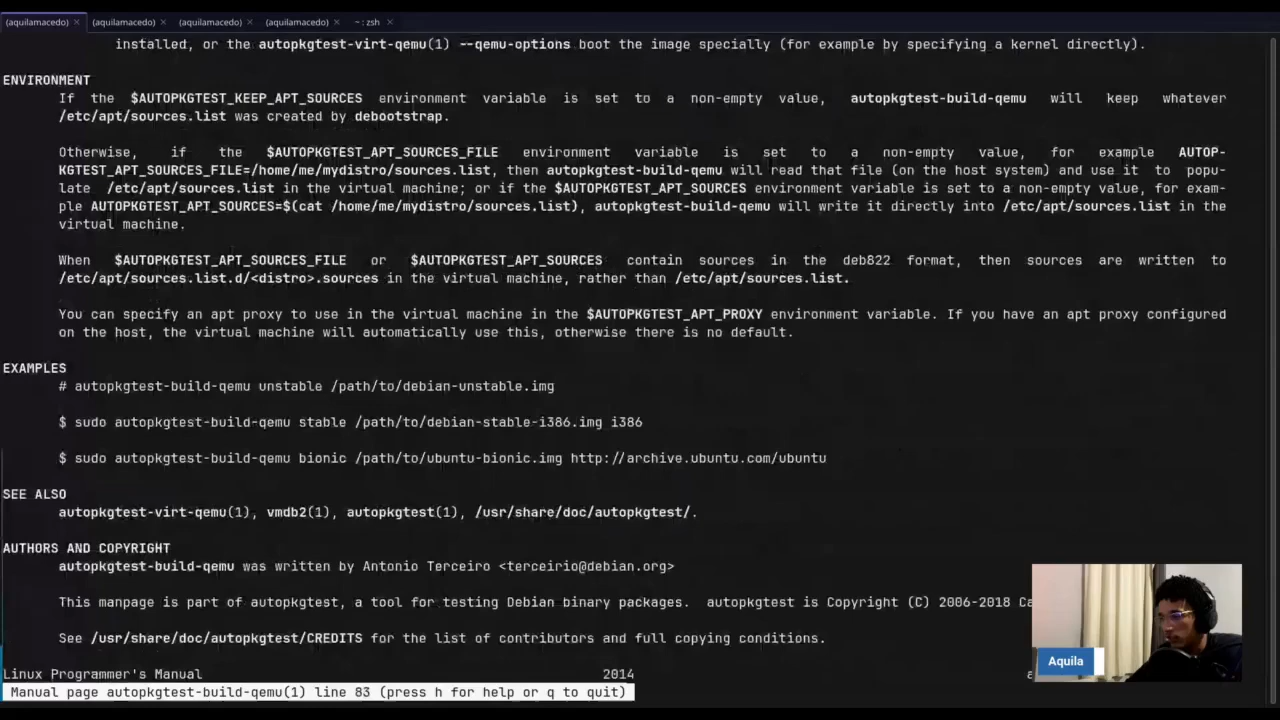 (aquilamacedo) × (aquilamacedo) × (aquilamacedo) × (aquilamacedo) × ~ : zsh ×
installed, or the autopkgtest-virt-qemu(1) --qemu-options boot the image specially (for example by specifying a kernel directly).
ENVIRONMENT
If the $AUTOPKGTEST_KEEP_APT_SOURCES environment variable is set to a non-empty value, autopkgtest-build-qemu will keep whatever
/etc/apt/sources.list was created by debootstrap.
Otherwise, if the $AUTOPKGTEST_APT_SOURCES_FILE environment variable is set to a non-empty value, for example AUTOP-
KGTEST_APT_SOURCES_FILE=/home/me/mydistro/sources.list, then autopkgtest-build-qemu will read that file (on the host system) and use it to popu-
late /etc/apt/sources.list in the virtual machine; or if the $AUTOPKGTEST_APT_SOURCES environment variable is set to a non-empty value, for exam-
ple AUTOPKGTEST_APT_SOURCES=$(cat /home/me/mydistro/sources.list), autopkgtest-build-qemu will write it directly into /etc/apt/sources.list in the
virtual machine.
When $AUTOPKGTEST_APT_SOURCES_FILE or $AUTOPKGTEST_APT_SOURCES contain sources in the deb822 format, then sources are written to
/etc/apt/sources.list.d/<distro>.sources in the virtual machine, rather than /etc/apt/sources.list.
You can specify an apt proxy to use in the virtual machine in the $AUTOPKGTEST_APT_PROXY environment variable. If you have an apt proxy configured
on the host, the virtual machine will automatically use this, otherwise there is no default.
EXAMPLES
# autopkgtest-build-qemu unstable /path/to/debian-unstable.img
$ sudo autopkgtest-build-qemu stable /path/to/debian-stable-i386.img i386
$ sudo autopkgtest-build-qemu bionic /path/to/ubuntu-bionic.img http://archive.ubuntu.com/ubuntu
SEE ALSO
autopkgtest-virt-qemu(1), vmdb2(1), autopkgtest(1), /usr/share/doc/autopkgtest/.
AUTHORS AND COPYRIGHT
autopkgtest-build-qemu was written by Antonio Terceiro <terceirio@debian.org>
This manpage is part of autopkgtest, a tool for testing Debian binary packages. autopkgtest is Copyright (C) 2006-2018 Ca
See /usr/share/doc/autopkgtest/CREDITS for the list of contributors and full copying conditions.
Aquila
Linux Programmer's Manual 2014 a
Manual page autopkgtest-build-qemu(1) line 83 (press h for help or q to quit)